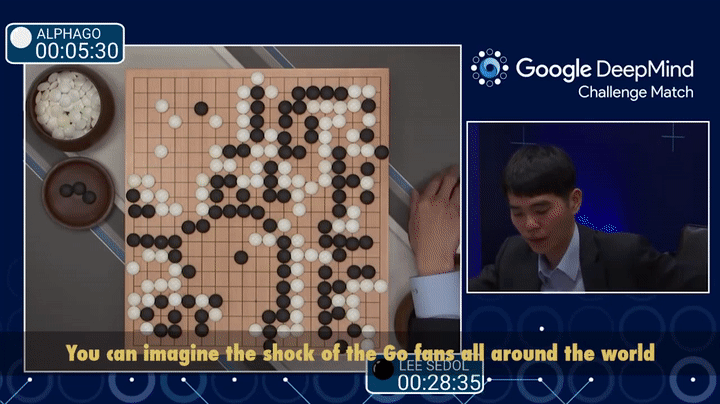 ALPHAGO
00:05:30
Google DeepMind
Challenge Match
You can imagine the shock of the Go fans all around the world
LEE SEDOL
00:28:35